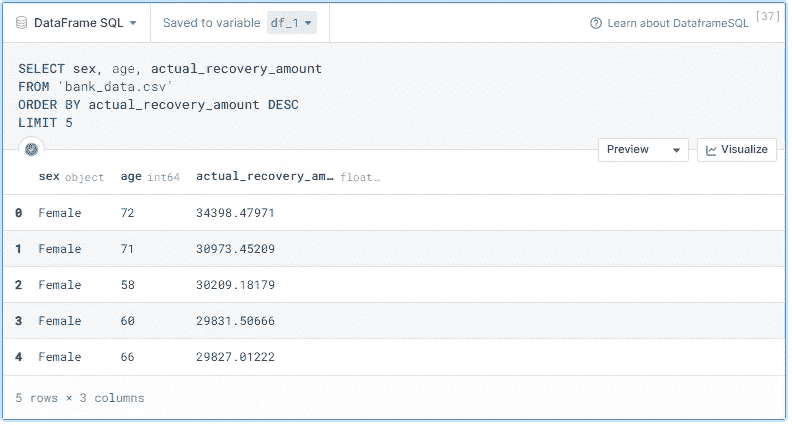 DataFrame SQL Saved to variable df_1 Learn about DataframeSQL [37]
SELECT sex, age, actual_recovery_amount
FROM 'bank_data.csv'
ORDER BY actual_recovery_amount DESC
LIMIT 5
Preview Visualize
sex object age int64 actual_recovery_am… float…
0 Female 72 34398.47971
1 Female 71 30973.45209
2 Female 58 30209.18179
3 Female 60 29831.50666
4 Female 66 29827.01222
5 rows × 3 columns